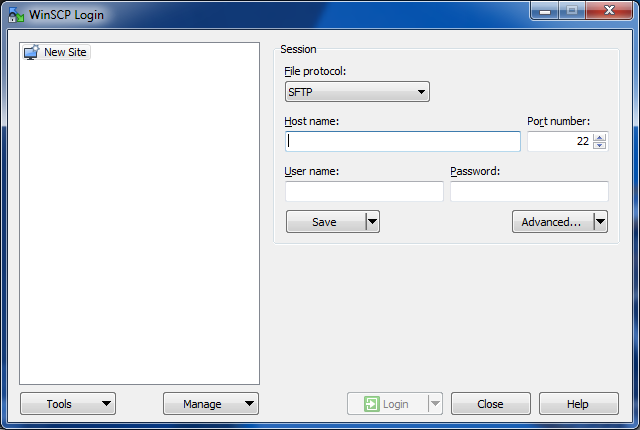 WinSCP Login
New Site
Session
File protocol:
SFTP
Host name:
Port number:
22
User name:
Password:
Save
Advanced...
Tools
Manage
Login
Close
Help